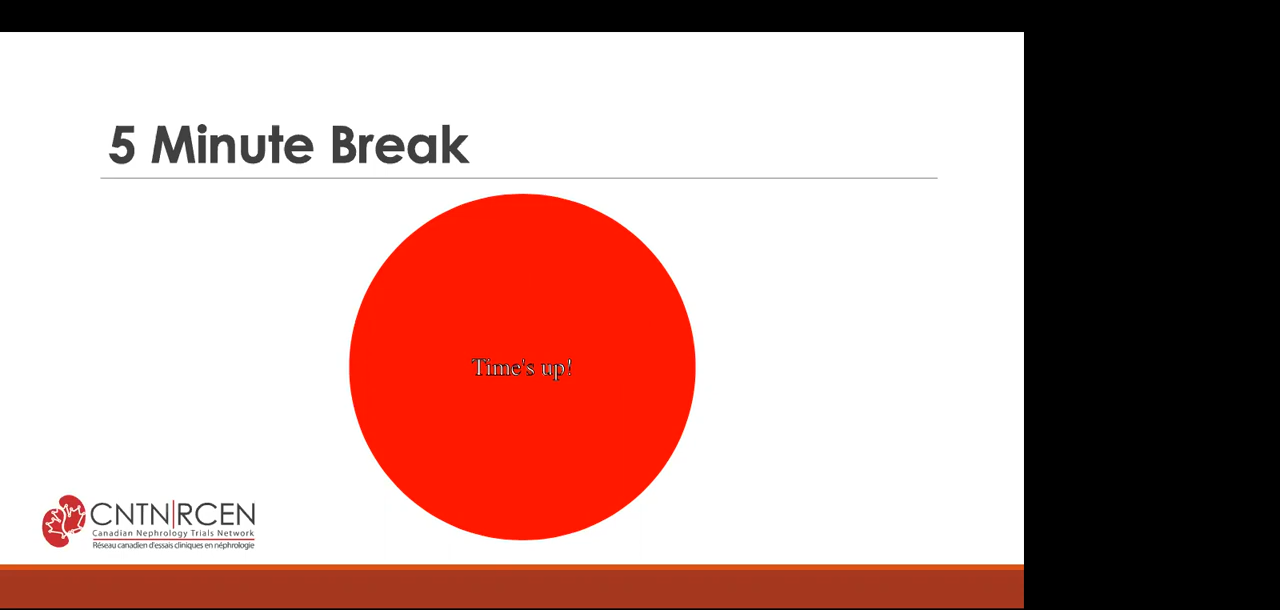 5 Minute Break
Time's up!
CNTN|RCEN
Canadian Nephrology Trials Network
Réseau canadien d'essais cliniques en néphrologie